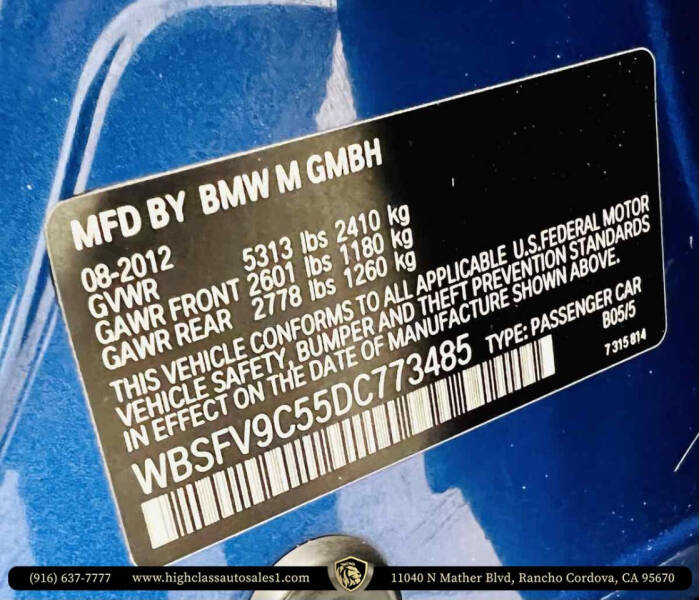 MFD BY BMW M GMBH
08-2012
GVWR 5313 lbs 2410 kg
GAWR FRONT 2601 lbs 1180 kg
GAWR REAR 2778 lbs 1260 kg
THIS VEHICLE CONFORMS TO ALL APPLICABLE U.S.FEDERAL MOTOR
VEHICLE SAFETY, BUMPER AND THEFT PREVENTION STANDARDS
IN EFFECT ON THE DATE OF MANUFACTURE SHOWN ABOVE.
WBSFV9C55DC773485 TYPE: PASSENGER CAR
B05/5
7 315 814
(916) 637-7777 www.highclassautosales1.com 11040 N Mather Blvd, Rancho Cordova, CA 95670